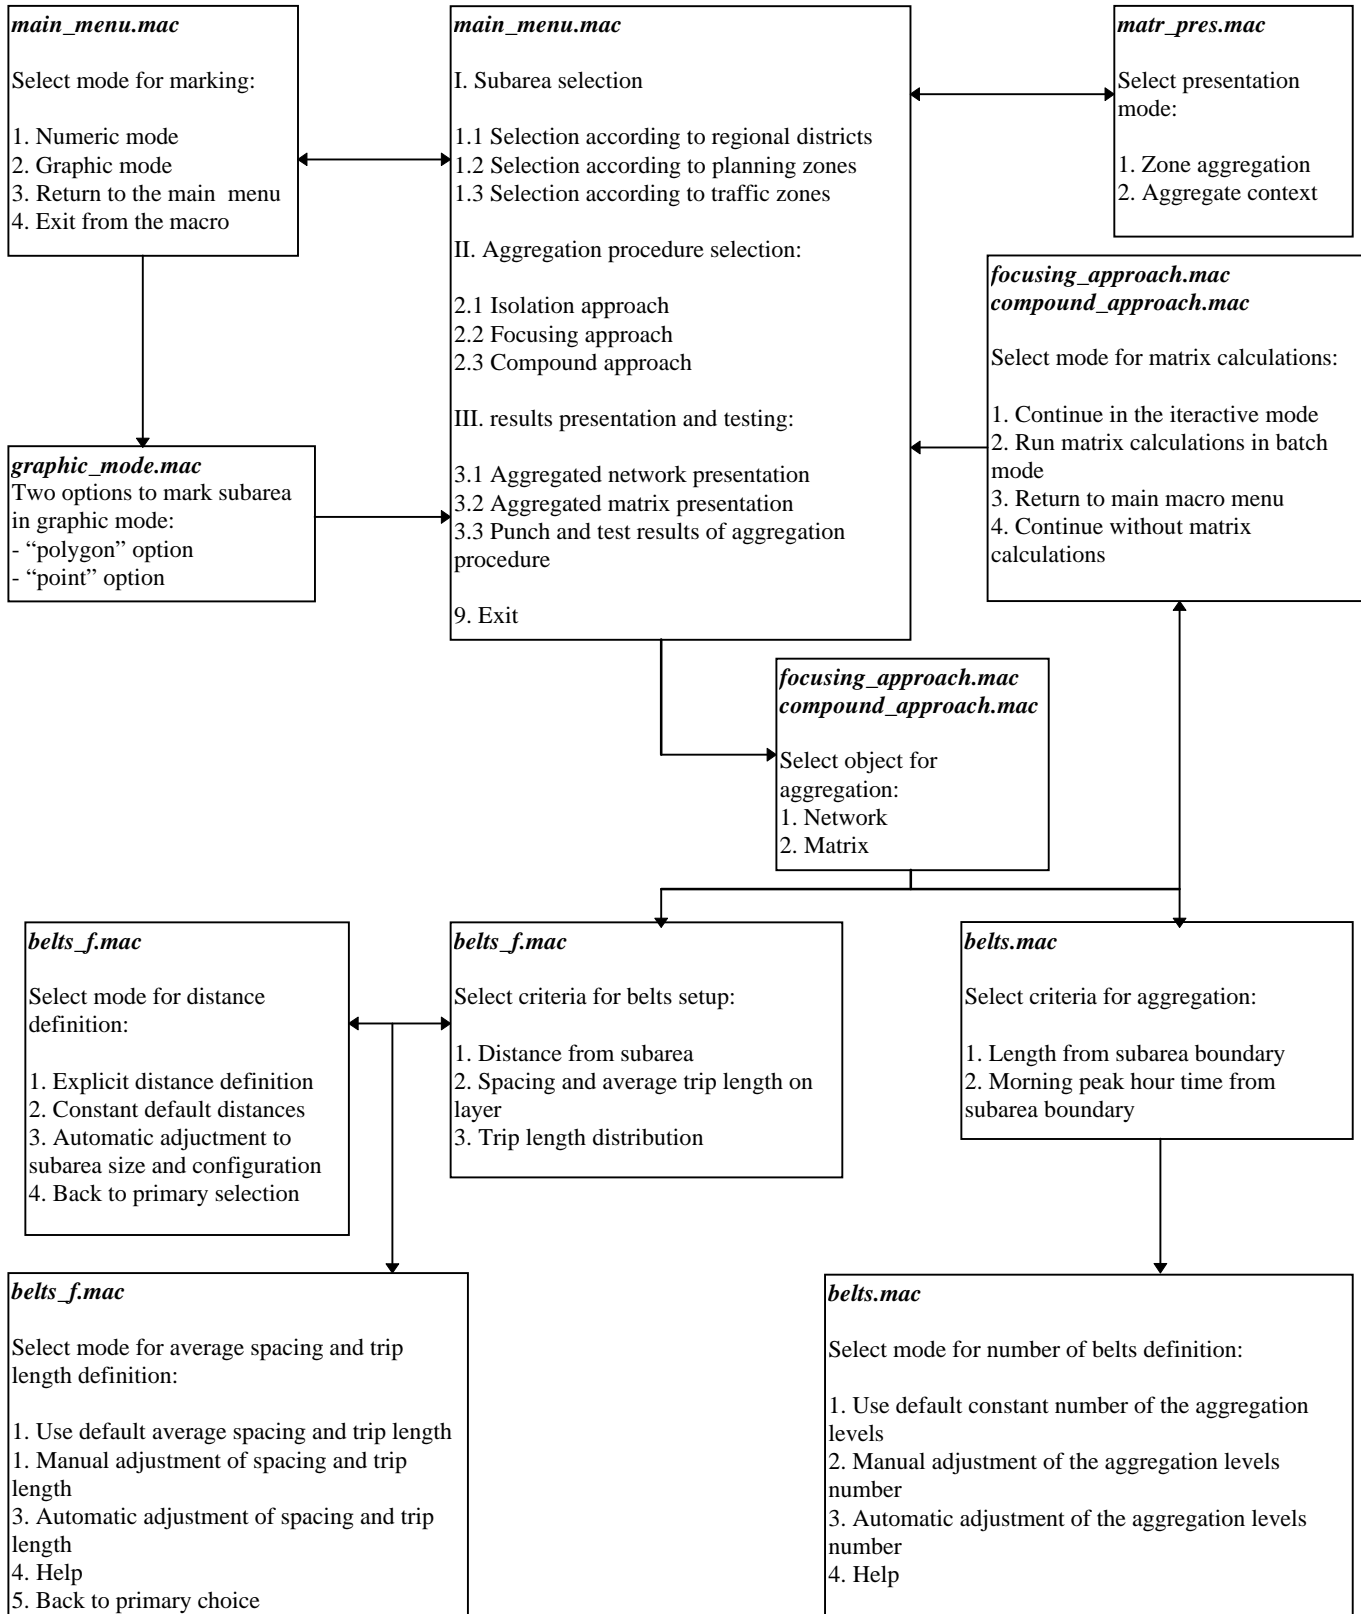 main_menu.mac
Select mode for marking:
1. Numeric mode
2. Graphic mode
3. Return to the main menu
4. Exit from the macro
main_menu.mac
I. Subarea selection
1.1 Selection according to regional districts
1.2 Selection according to planning zones
1.3 Selection according to traffic zones
II. Aggregation procedure selection:
2.1 Isolation approach
2.2 Focusing approach
2.3 Compound approach
III. results presentation and testing:
3.1 Aggregated network presentation
3.2 Aggregated matrix presentation
3.3 Punch and test results of aggregation
procedure
9. Exit
matr_pres.mac
Select presentation
mode:
1. Zone aggregation
2. Aggregate context
focusing_approach.mac
compound_approach.mac
Select mode for matrix calculations:
1. Continue in the iteractive mode
2. Run matrix calculations in batch
mode
3. Return to main macro menu
4. Continue without matrix
calculations
graphic_mode.mac
Two options to mark subarea
in graphic mode:
- “polygon” option
- “point” option
focusing_approach.mac
compound_approach.mac
Select object for
aggregation:
1. Network
2. Matrix
belts_f.mac
Select mode for distance
definition:
1. Explicit distance definition
2. Constant default distances
3. Automatic adjuctment to
subarea size and configuration
4. Back to primary selection
belts_f.mac
Select criteria for belts setup:
1. Distance from subarea
2. Spacing and average trip length on
layer
3. Trip length distribution
belts.mac
Select criteria for aggregation:
1. Length from subarea boundary
2. Morning peak hour time from
subarea boundary
belts_f.mac
Select mode for average spacing and trip
length definition:
1. Use default average spacing and trip length
1. Manual adjustment of spacing and trip
length
3. Automatic adjustment of spacing and trip
length
4. Help
5. Back to primary choice
belts.mac
Select mode for number of belts definition:
1. Use default constant number of the aggregation
levels
2. Manual adjustment of the aggregation levels
number
3. Automatic adjustment of the aggregation levels
number
4. Help